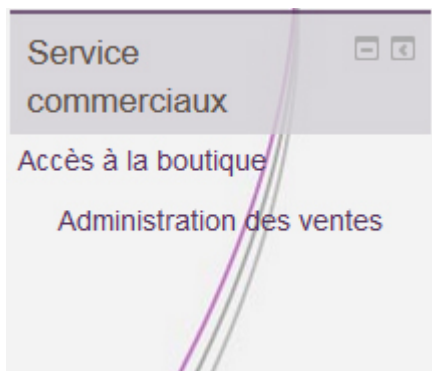 Service
commerciaux
Accès à la boutique
Administration des ventes